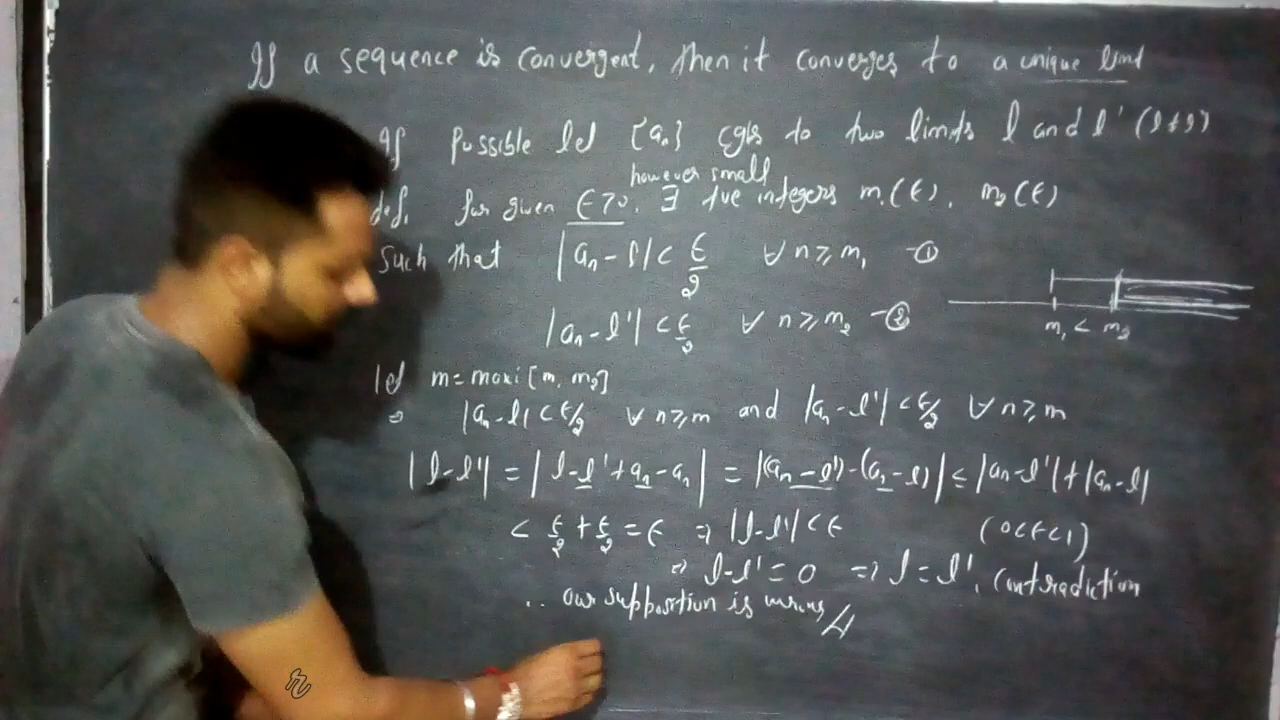 If a sequence is convergent, then it converges to a unique limit
If possible let {aₙ} cgs to two limits l and l' (l≠l')
def, for given ϵ>0, however small ∃ +ve integers m₁(ϵ), m₂(ϵ)
such that |aₙ - l| < ϵ/2 ∀ n ≥ m₁ -①
|aₙ - l'| < ϵ/2 ∀ n ≥ m₂ -②
m₁ < m₂
let m = maxi{m₁ m₂}
⇒ |aₙ - l| < ϵ/2 ∀ n ≥ m and |aₙ - l'| < ϵ/2 ∀ n ≥ m
|l - l'| = |l - l' + aₙ - aₙ| = |(aₙ - l') - (aₙ - l)| ≤ |aₙ - l'| + |aₙ - l|
< ϵ/2 + ϵ/2 = ϵ ⇒ |l - l'| < ϵ (0<ϵ<1)
⇒ l - l' = 0 ⇒ l = l', contradiction
∴ our supposition is wrong